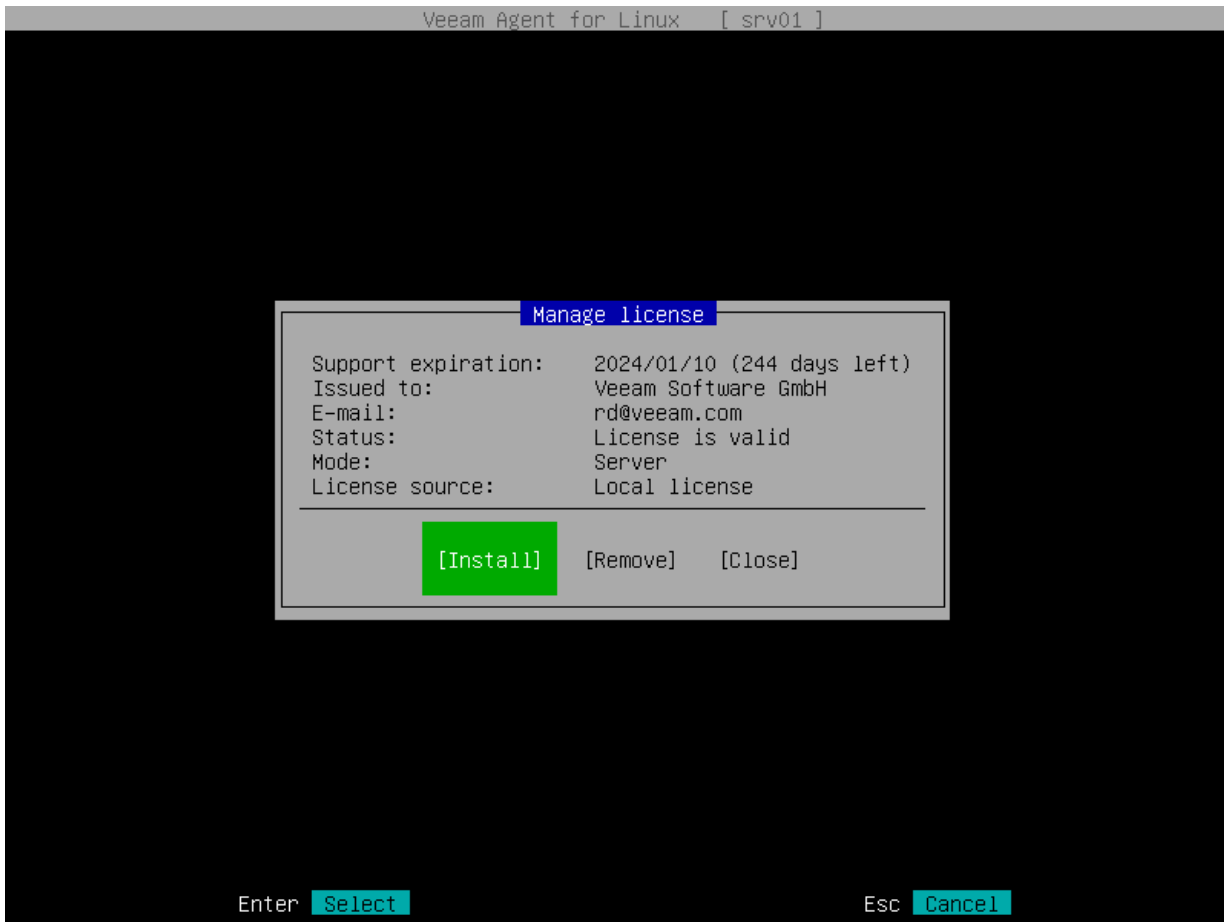 Veeam Agent for Linux [ srv01 ]
Manage license
Support expiration: 2024/01/10 (244 days left)
Issued to: Veeam Software GmbH
E-mail: rd@veeam.com
Status: License is valid
Mode: Server
License source: Local license
[Install] [Remove] [Close]
Enter Select Esc Cancel